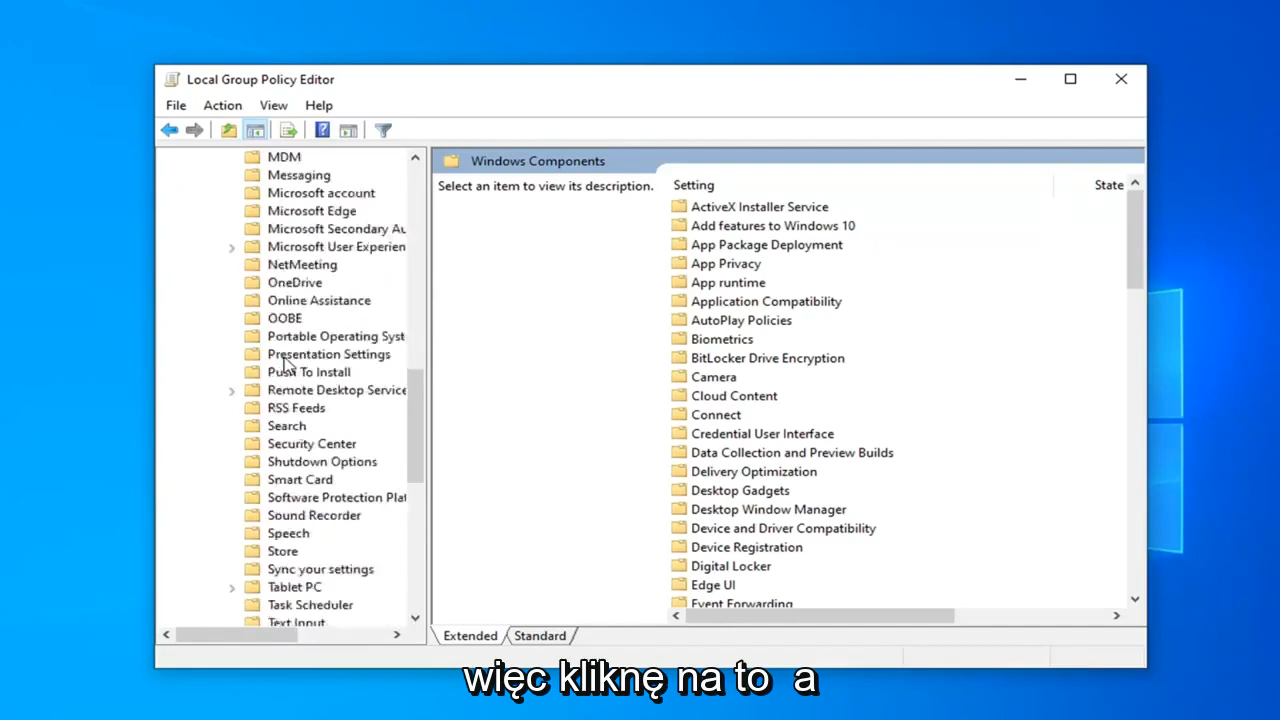 Local Group Policy Editor
File Action View Help
MDM
Messaging
Microsoft account
Microsoft Edge
Microsoft Secondary Au
Microsoft User Experien
NetMeeting
OneDrive
Online Assistance
OOBE
Portable Operating Syst
Presentation Settings
Push To Install
Remote Desktop Service
RSS Feeds
Search
Security Center
Shutdown Options
Smart Card
Software Protection Plat
Sound Recorder
Speech
Store
Sync your settings
Tablet PC
Task Scheduler
Text Input
Windows Components
Select an item to view its description.
Setting State
ActiveX Installer Service
Add features to Windows 10
App Package Deployment
App Privacy
App runtime
Application Compatibility
AutoPlay Policies
Biometrics
BitLocker Drive Encryption
Camera
Cloud Content
Connect
Credential User Interface
Data Collection and Preview Builds
Delivery Optimization
Desktop Gadgets
Desktop Window Manager
Device and Driver Compatibility
Device Registration
Digital Locker
Edge UI
Event Forwarding
Extended Standard
więc kliknę na to a